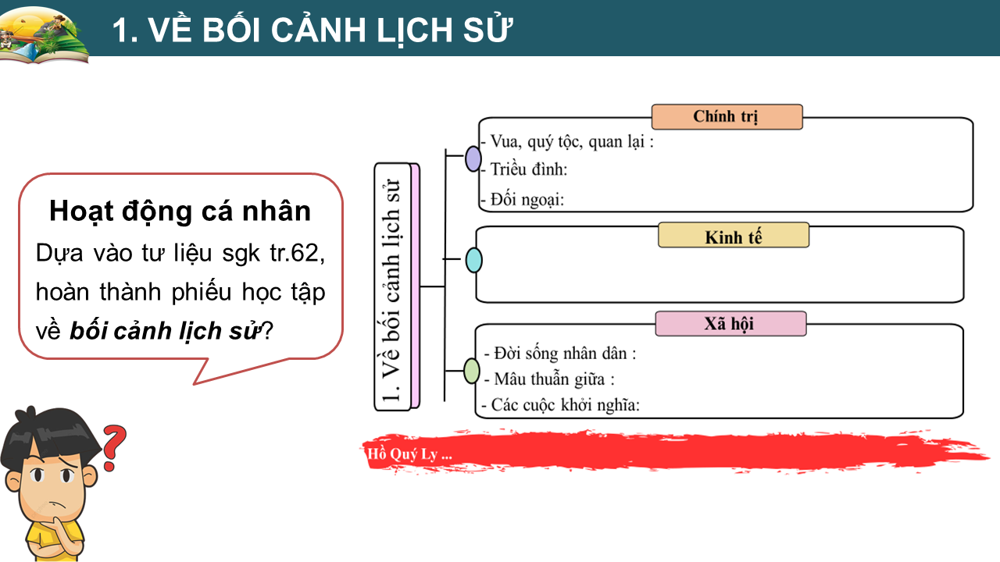 1. VỀ BỐI CẢNH LỊCH SỬ
Hoạt động cá nhân
Dựa vào tư liệu sgk tr.62,
hoàn thành phiếu học tập
về bối cảnh lịch sử?
?
1. Về bối cảnh lịch sử
Chính trị
- Vua, quý tộc, quan lại :
- Triều đình:
- Đối ngoại:
Kinh tế
Xã hội
- Đời sống nhân dân :
- Mâu thuẫn giữa :
- Các cuộc khởi nghĩa:
Hồ Quý Ly ...